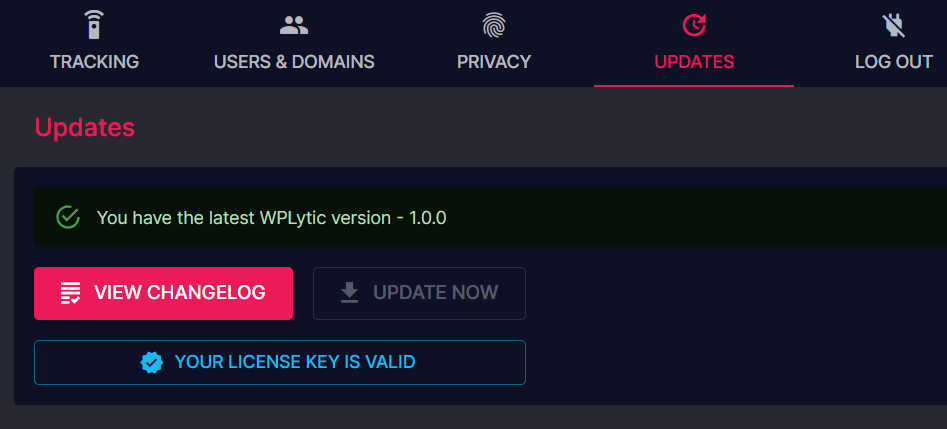 TRACKING
USERS & DOMAINS
PRIVACY
UPDATES
LOG OUT
Updates
You have the latest WPLytic version - 1.0.0
VIEW CHANGELOG
UPDATE NOW
YOUR LICENSE KEY IS VALID